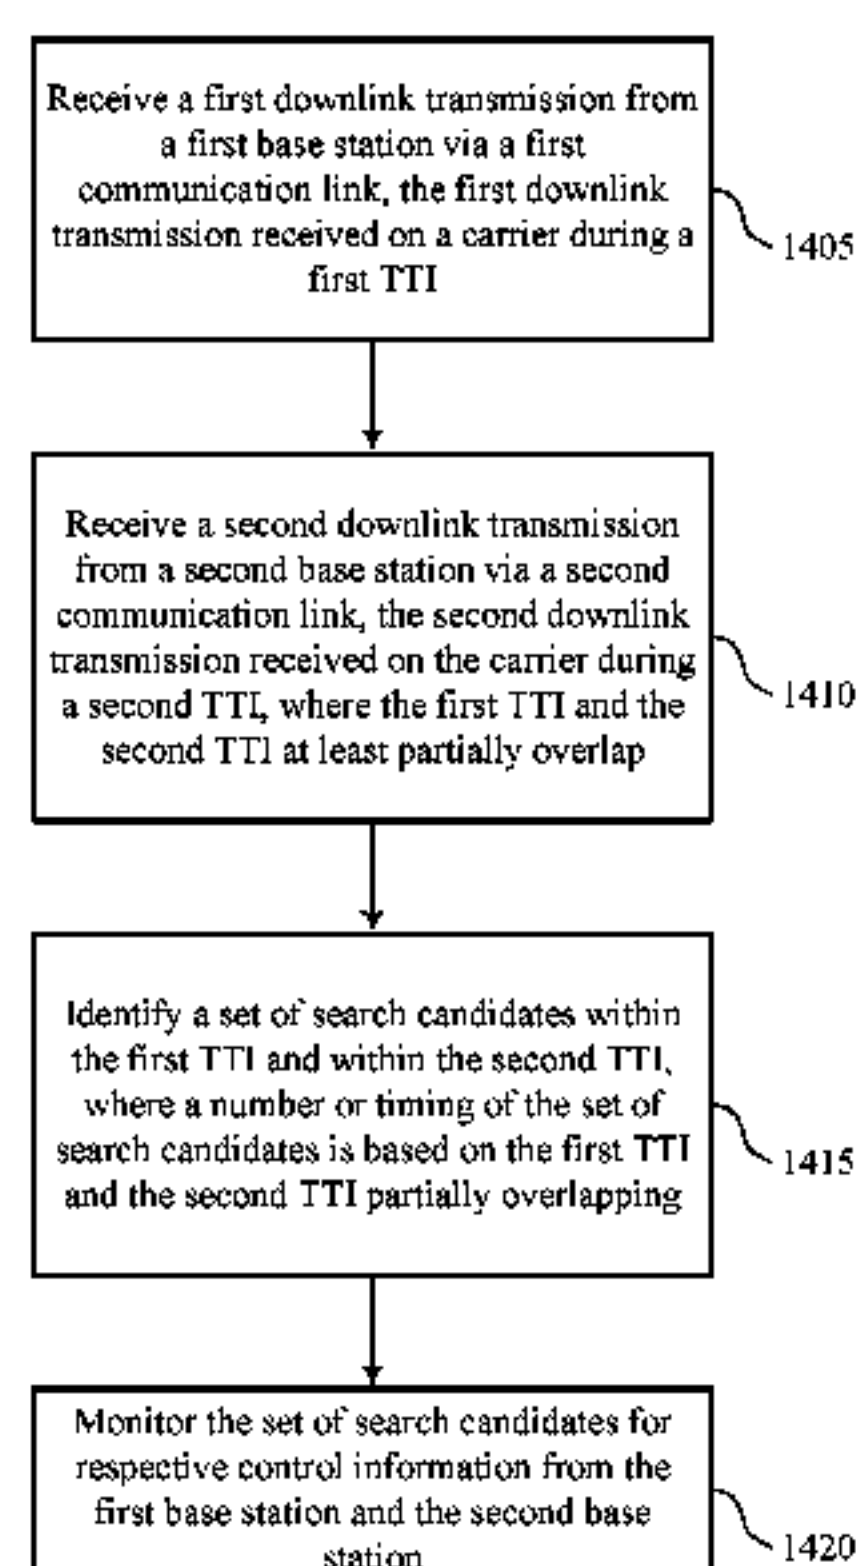 Receive a first downlink transmission from
a first base station via a first
communication link, the first downlink
transmission received on a carrier during a
first TTI
1405
Receive a second downlink transmission
from a second base station via a second
communication link, the second downlink
transmission received on the carrier during
a second TTI, where the first TTI and the
second TTI at least partially overlap
1410
Identify a set of search candidates within
the first TTI and within the second TTI,
where a number or timing of the set of
search candidates is based on the first TTI
and the second TTI partially overlapping
1415
Monitor the set of search candidates for
respective control information from the
first base station and the second base
station
1420